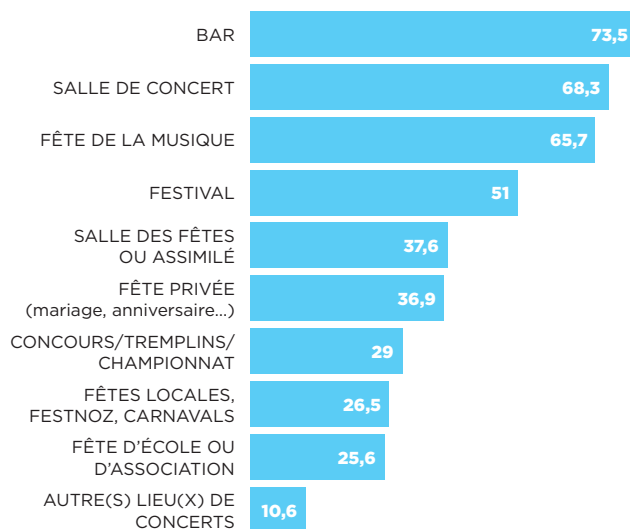 BAR
73,5
SALLE DE CONCERT
68,3
FÊTE DE LA MUSIQUE
65,7
FESTIVAL
51
SALLE DES FÊTES
OU ASSIMILÉ
37,6
FÊTE PRIVÉE
(mariage, anniversaire...)
36,9
CONCOURS/TREMPLINS/
CHAMPIONNAT
29
FÊTES LOCALES,
FESTNOZ, CARNAVALS
26,5
FÊTE D'ÉCOLE OU
D'ASSOCIATION
25,6
AUTRE(S) LIEU(X) DE
CONCERTS
10,6